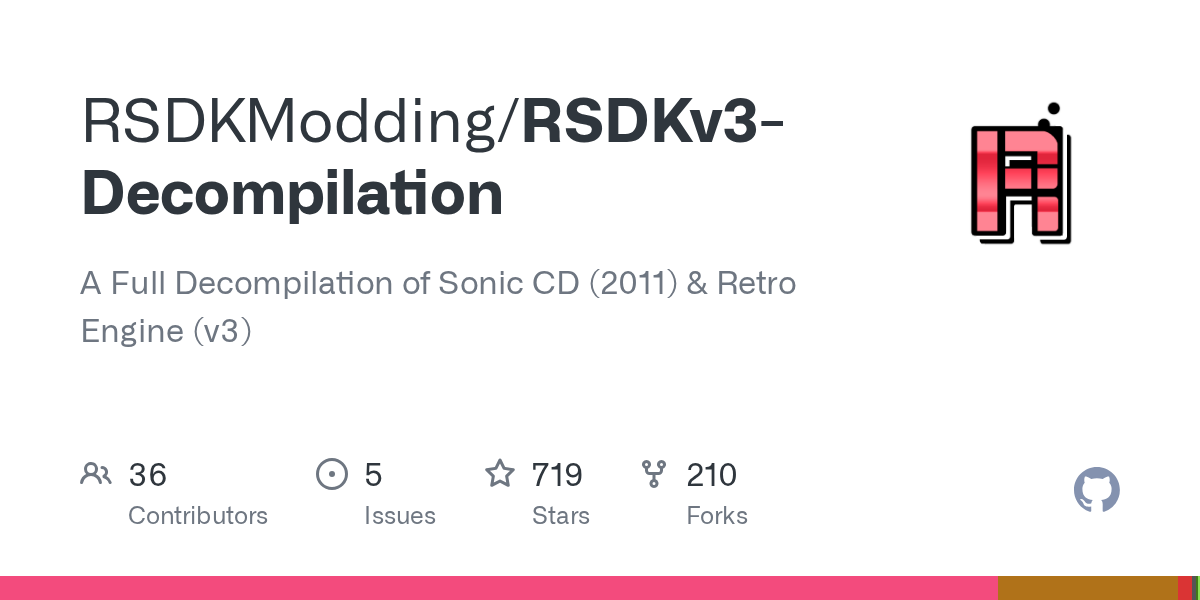 RSDKModding/RSDKv3-
Decompilation
A Full Decompilation of Sonic CD (2011) & Retro
Engine (v3)
36 5 719 210
Contributors Issues Stars Forks